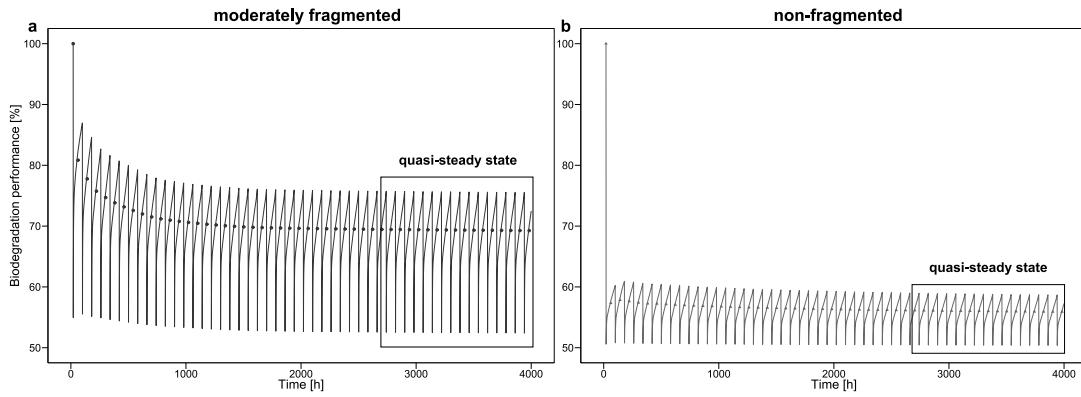 moderately fragmented
non-fragmented
a
b
Biodegradation performance [%]
100
90
80
70
60
50
quasi-steady state
0
1000
2000
3000
4000
Time [h]
100
90
80
70
60
50
quasi-steady state
0
1000
2000
3000
4000
Time [h]